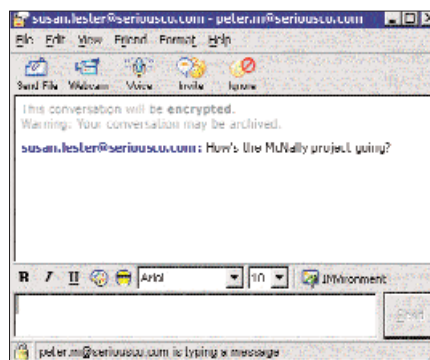 susan.lester@seriousco.com - peter.m@seriousco.com
File Edit View Friend Format Help
Send File Webcam Voice Invite Ignore
This conversation will be encrypted.
Warning: Your conversation may be archived.
susan.lester@seriousco.com: How's the McNally project going?
B I U Arial 10 IMVironment
Send
peter.m@seriousco.com is typing a message